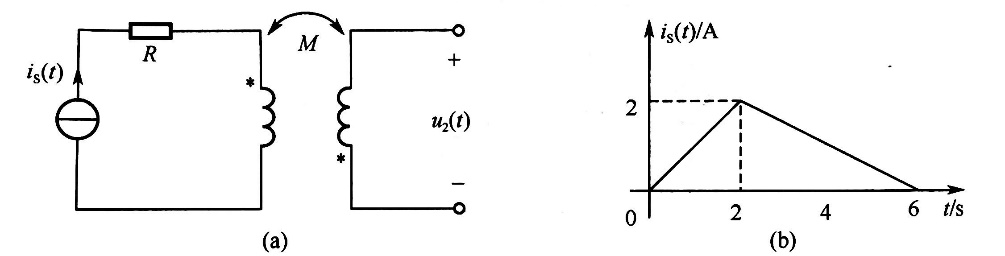 M
R
i_S(t)
*
*
+
u_2(t)
−
(a)
i_S(t)/A
2
0
2
4
6
t/s
(b)